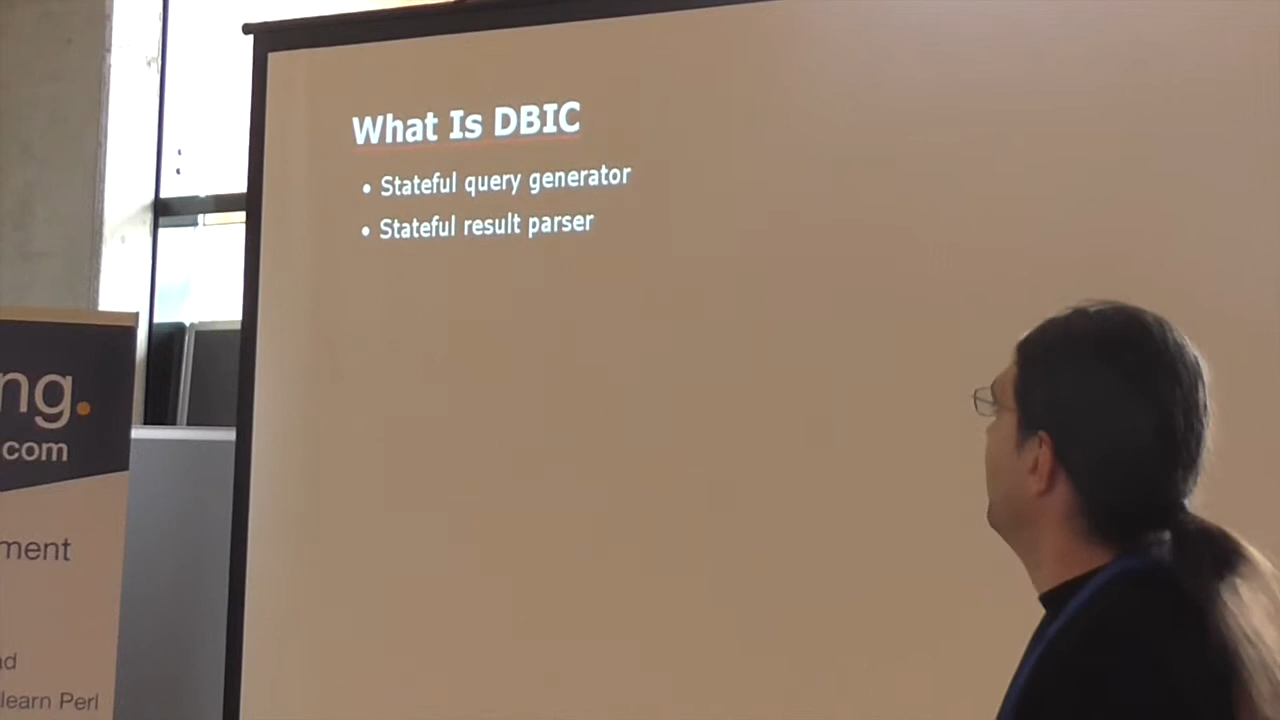 What Is DBIC
• Stateful query generator
• Stateful result parser
ng.
com
ment
learn Perl